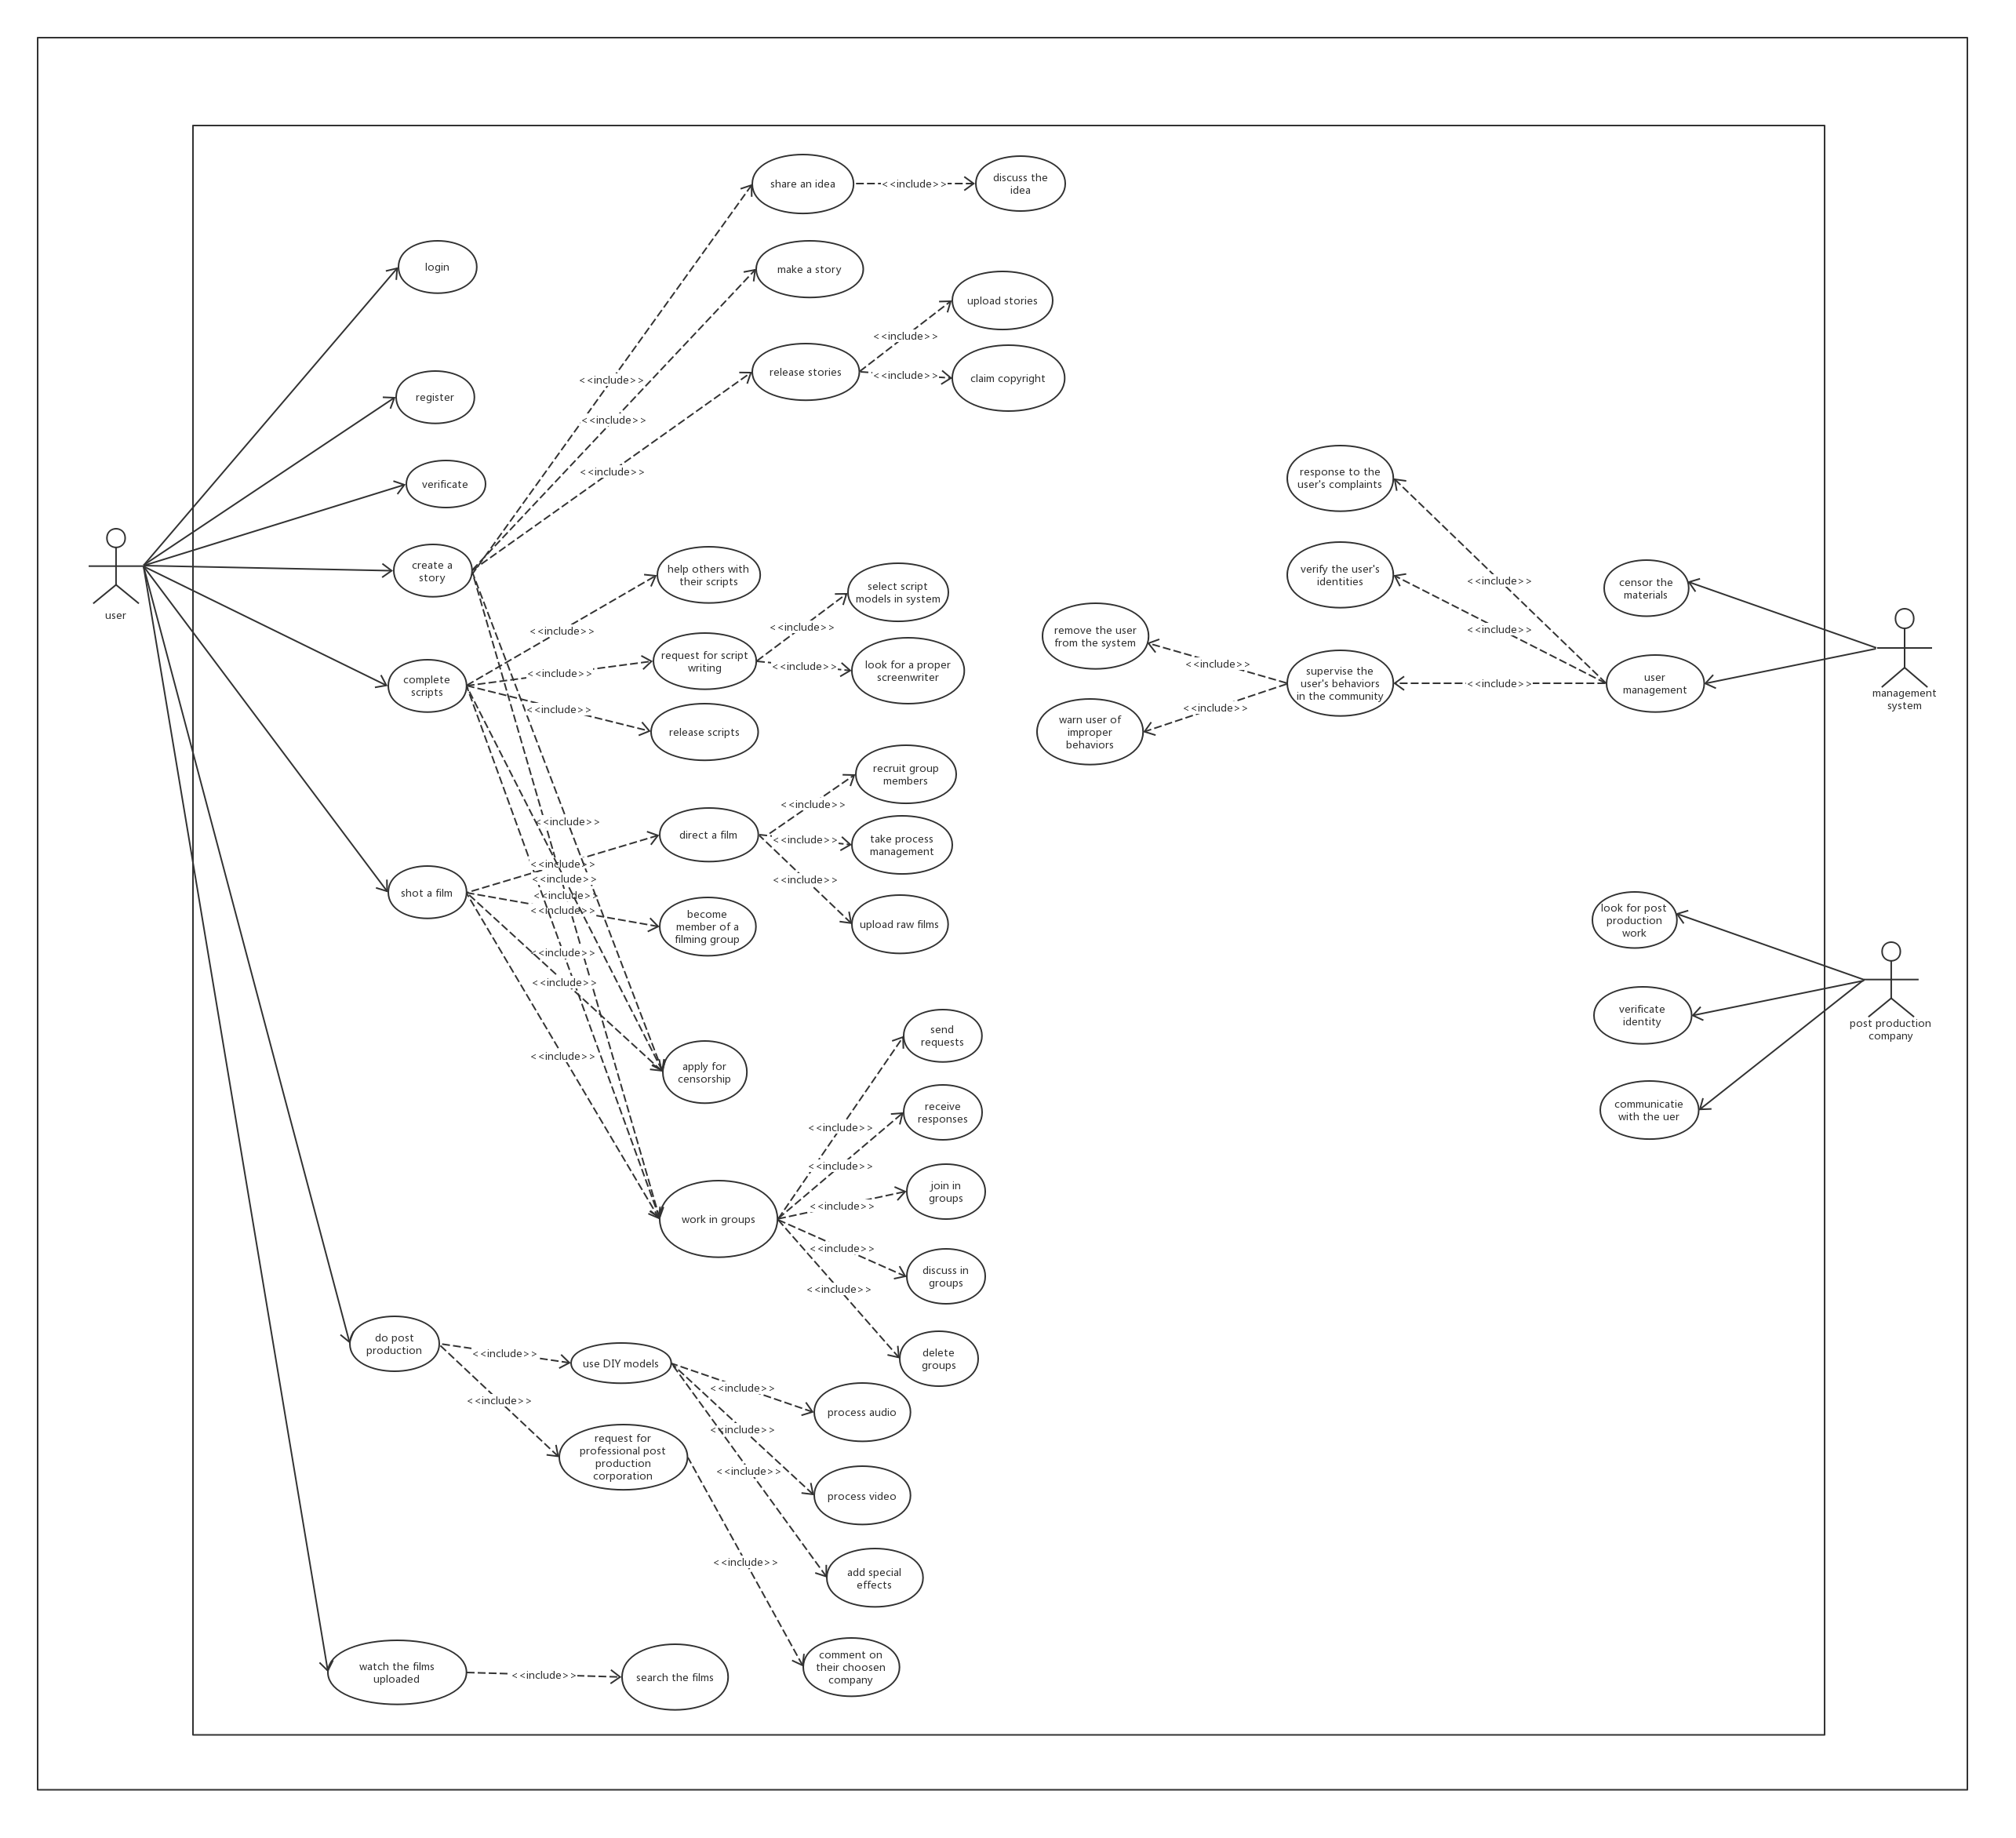 share an idea
<<include>>
discuss the
idea
login
make a story
upload stories
<<include>>
release stories
<<include>>
claim copyright
<<include>>
<<include>>
<<include>>
register
verificate
user
create a
story
help others with
their scripts
select script
models in system
<<include>>
<<include>>
request for script
writing
<<include>>
<<include>>
look for a proper
screenwriter
complete
scripts
<<include>>
release scripts
response to the
user's complaints
verify the user's
identities
<<include>>
<<include>>
censor the
materials
remove the user
from the system
<<include>>
supervise the
user's behaviors
in the community
<<include>>
user
management
management
system
<<include>>
warn user of
improper
behaviors
recruit group
members
<<include>>
<<include>>
direct a film
<<include>>
take process
management
<<include>>
<<include>>
<<include>>
<<include>>
shot a film
<<include>>
become
member of a
filming group
upload raw films
<<include>>
<<include>>
<<include>>
apply for
censorship
look for post
production
work
verificate
identity
post production
company
communicatie
with the uer
send
requests
receive
responses
<<include>>
<<include>>
join in
groups
<<include>>
work in groups
<<include>>
discuss in
groups
<<include>>
delete
groups
do post
production
<<include>>
use DIY models
<<include>>
<<include>>
process audio
<<include>>
request for
professional post
production
corporation
<<include>>
process video
<<include>>
add special
effects
watch the films
uploaded
<<include>>
search the films
comment on
their choosen
company